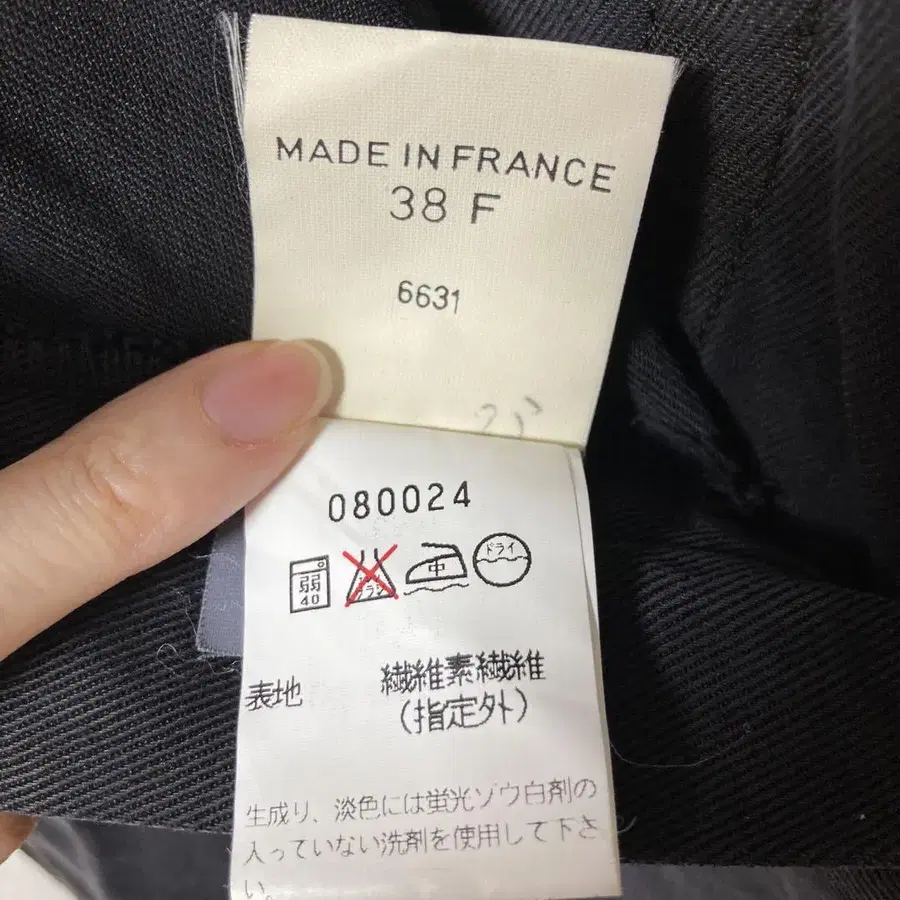 MADE IN FRANCE
38 F
6631
080024
弱
40
中
ドライ
表地
繊維素繊維
(指定外)
生成り、淡色には蛍光ゾウ白剤の
入っていない洗剤を使用して下さ
い。